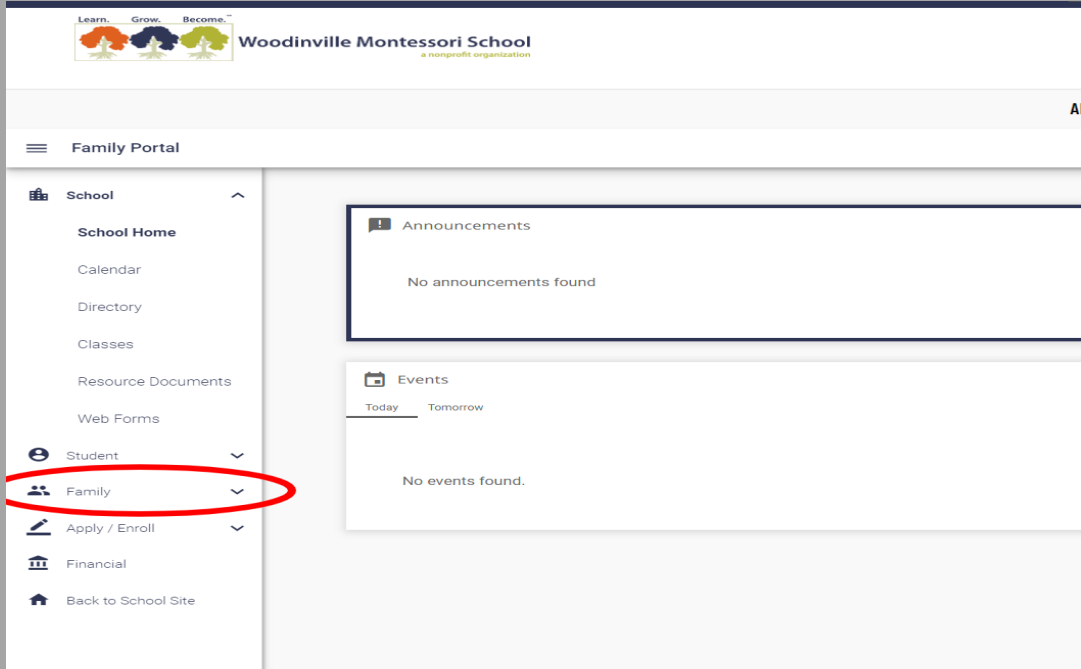 Learn. Grow. Become.™
Woodinville Montessori School
a nonprofit organization
Family Portal
School
School Home
Calendar
Directory
Classes
Resource Documents
Web Forms
Student
Family
Apply / Enroll
Financial
Back to School Site
Announcements
No announcements found
Events
Today Tomorrow
No events found.